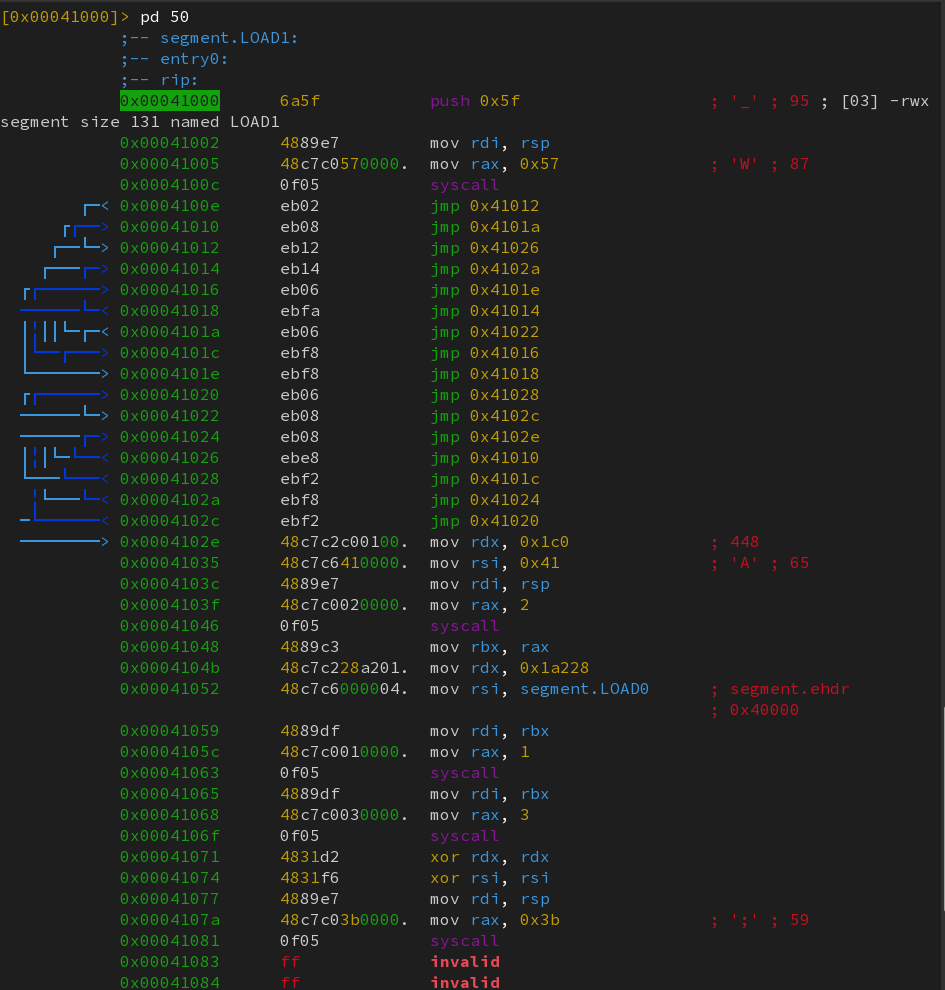 [0x00041000]> pd 50
;-- segment.LOAD1:
;-- entry0:
;-- rip:
0x00041000 6a5f push 0x5f ; '_' ; 95 ; [03] -rwx
segment size 131 named LOAD1
0x00041002 4889e7 mov rdi, rsp
0x00041005 48c7c0570000. mov rax, 0x57 ; 'W' ; 87
0x0004100c 0f05 syscall
0x0004100e eb02 jmp 0x41012
0x00041010 eb08 jmp 0x4101a
0x00041012 eb12 jmp 0x41026
0x00041014 eb14 jmp 0x4102a
0x00041016 eb06 jmp 0x4101e
0x00041018 ebfa jmp 0x41014
0x0004101a eb06 jmp 0x41022
0x0004101c ebf8 jmp 0x41016
0x0004101e ebf8 jmp 0x41018
0x00041020 eb06 jmp 0x41028
0x00041022 eb08 jmp 0x4102c
0x00041024 eb08 jmp 0x4102e
0x00041026 ebe8 jmp 0x41010
0x00041028 ebf2 jmp 0x4101c
0x0004102a ebf8 jmp 0x41024
0x0004102c ebf2 jmp 0x41020
0x0004102e 48c7c2c00100. mov rdx, 0x1c0 ; 448
0x00041035 48c7c6410000. mov rsi, 0x41 ; 'A' ; 65
0x0004103c 4889e7 mov rdi, rsp
0x0004103f 48c7c0020000. mov rax, 2
0x00041046 0f05 syscall
0x00041048 4889c3 mov rbx, rax
0x0004104b 48c7c228a201. mov rdx, 0x1a228
0x00041052 48c7c6000004. mov rsi, segment.LOAD0 ; segment.ehdr
; 0x40000
0x00041059 4889df mov rdi, rbx
0x0004105c 48c7c0010000. mov rax, 1
0x00041063 0f05 syscall
0x00041065 4889df mov rdi, rbx
0x00041068 48c7c0030000. mov rax, 3
0x0004106f 0f05 syscall
0x00041071 4831d2 xor rdx, rdx
0x00041074 4831f6 xor rsi, rsi
0x00041077 4889e7 mov rdi, rsp
0x0004107a 48c7c03b0000. mov rax, 0x3b ; ';' ; 59
0x00041081 0f05 syscall
0x00041083 ff invalid
0x00041084 ff invalid